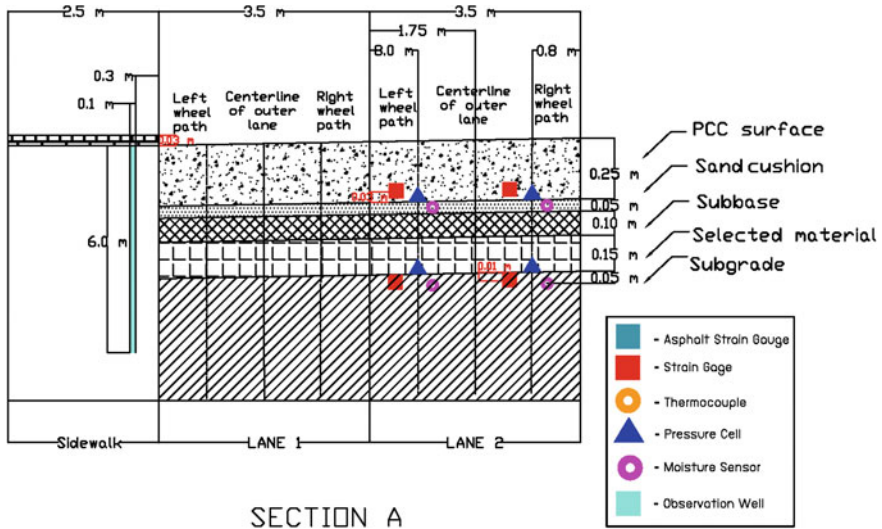 2.5 m
3.5 m
3.5 m
1.75 m
8.0 m
0.8 m
0.3 m
0.1 m
Left wheel path
Centerline of outer lane
Right wheel path
Left wheel path
Centerline of outer lane
Right wheel path
0.03 m
PCC surface
0.25 m
Sand cushion
0.05 m
Subbase
0.10 m
6.0 m
Selected material
0.01 m
0.15 m
Subgrade
0.05 m
- Asphalt Strain Gauge
- Strain Gage
- Thermocouple
- Pressure Cell
- Moisture Sensor
- Observation Well
Sidewalk
LANE 1
LANE 2
SECTION A